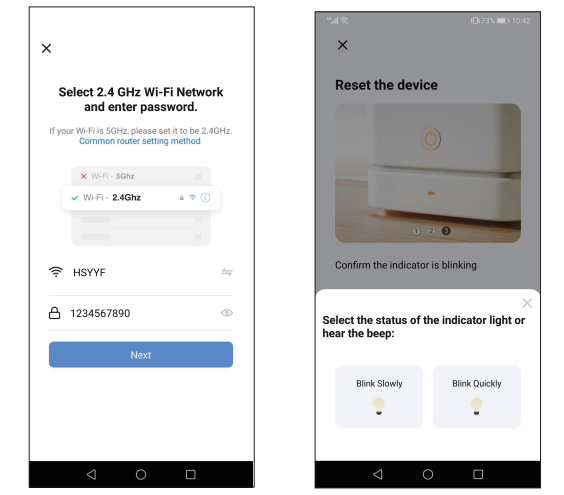 Select 2.4 GHz Wi-Fi Network
and enter password.
If your Wi-Fi is 5GHz, please set it to be 2.4GHz.
Common router setting method
Wi-Fi - 5Ghz
Wi-Fi - 2.4Ghz
HSYYF
1234567890
Next
73% 10:42
Reset the device
1 2 3
Confirm the indicator is blinking
Select the status of the indicator light or
hear the beep:
Blink Slowly
Blink Quickly